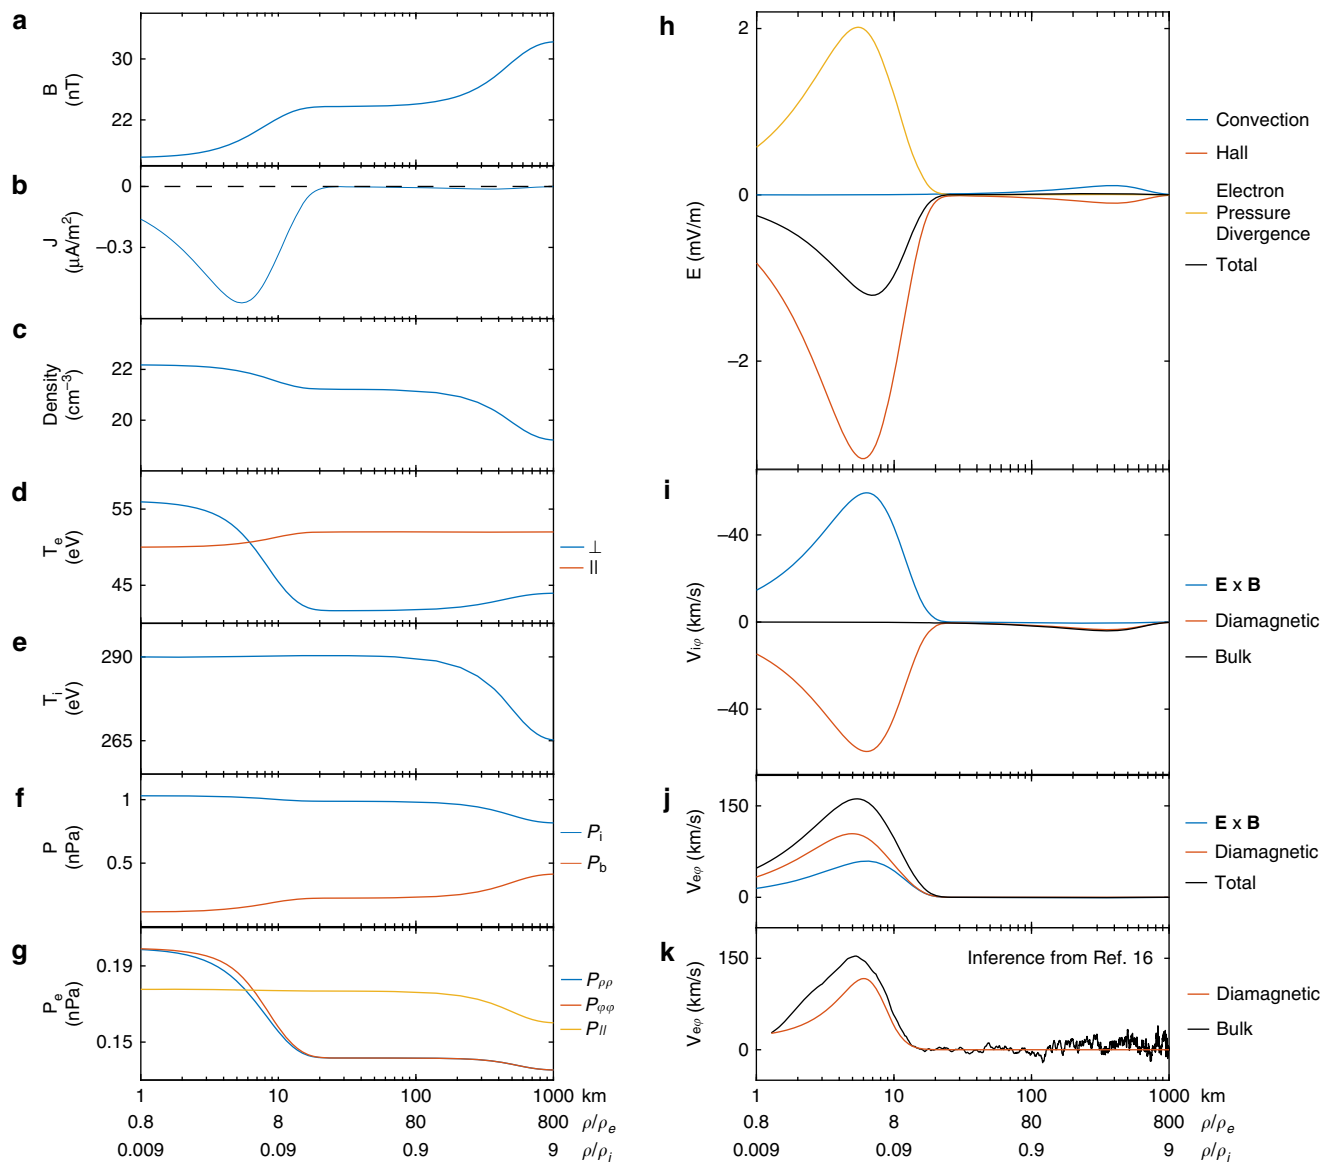 a
30
22
B
(nT)
b
0
−0.3
J
(μA/m²)
c
22
20
Density
(cm⁻³)
d
55
45
Tₑ
(eV)
⊥
||
e
290
265
Tᵢ
(eV)
f
1
0.5
P
(nPa)
Pᵢ
P_b
g
0.19
0.15
Pₑ
(nPa)
P_ρρ
P_φφ
P_//
1 10 100 1000 km
0.8 8 80 800 ρ/ρₑ
0.009 0.09 0.9 9 ρ/ρᵢ
h
2
0
−2
E (mV/m)
Convection
Hall
Electron
Pressure
Divergence
Total
i
−40
0
−40
V_iφ (km/s)
E x B
Diamagnetic
Bulk
j
150
0
V_eφ (km/s)
E x B
Diamagnetic
Total
k
150
0
V_eφ (km/s)
Inference from Ref. 16
Diamagnetic
Bulk
1 10 100 1000 km
0.8 8 80 800 ρ/ρₑ
0.009 0.09 0.9 9 ρ/ρᵢ